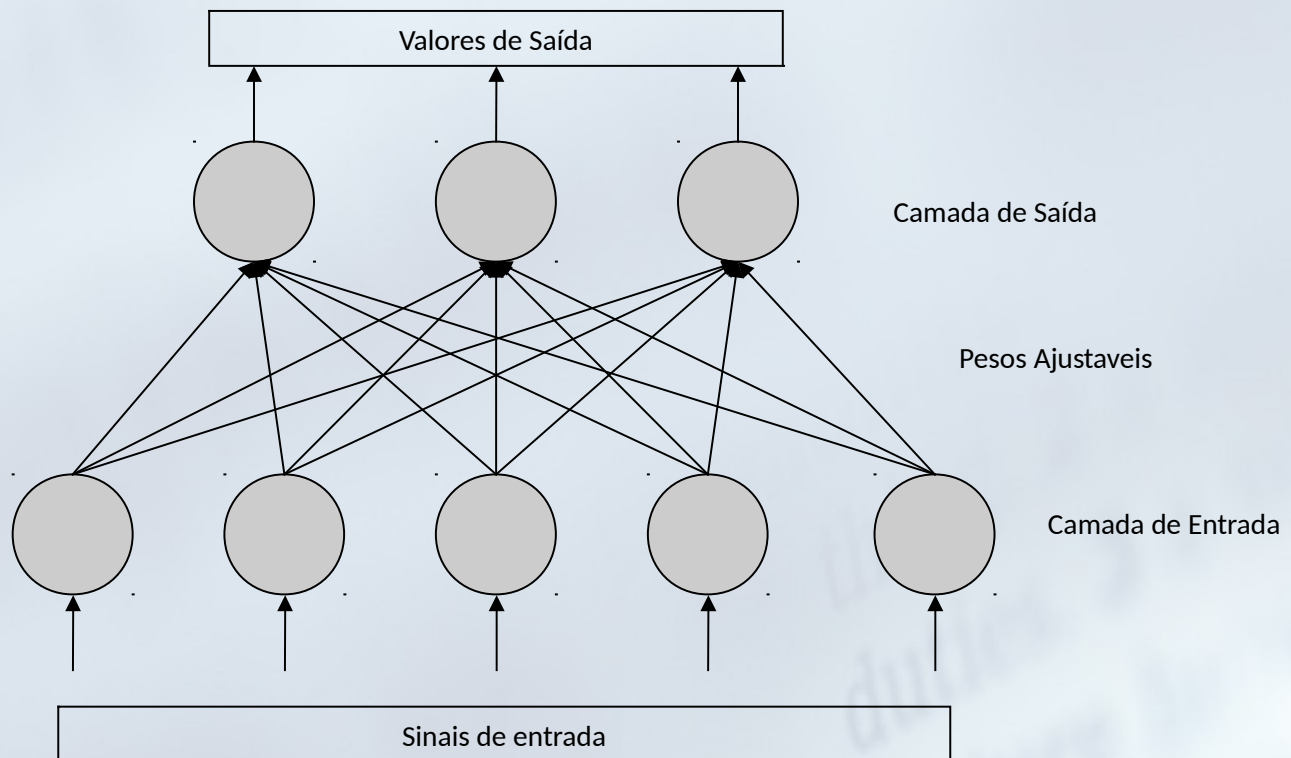 Valores de Saída
Camada de Saída
Pesos Ajustaveis
Camada de Entrada
Sinais de entrada